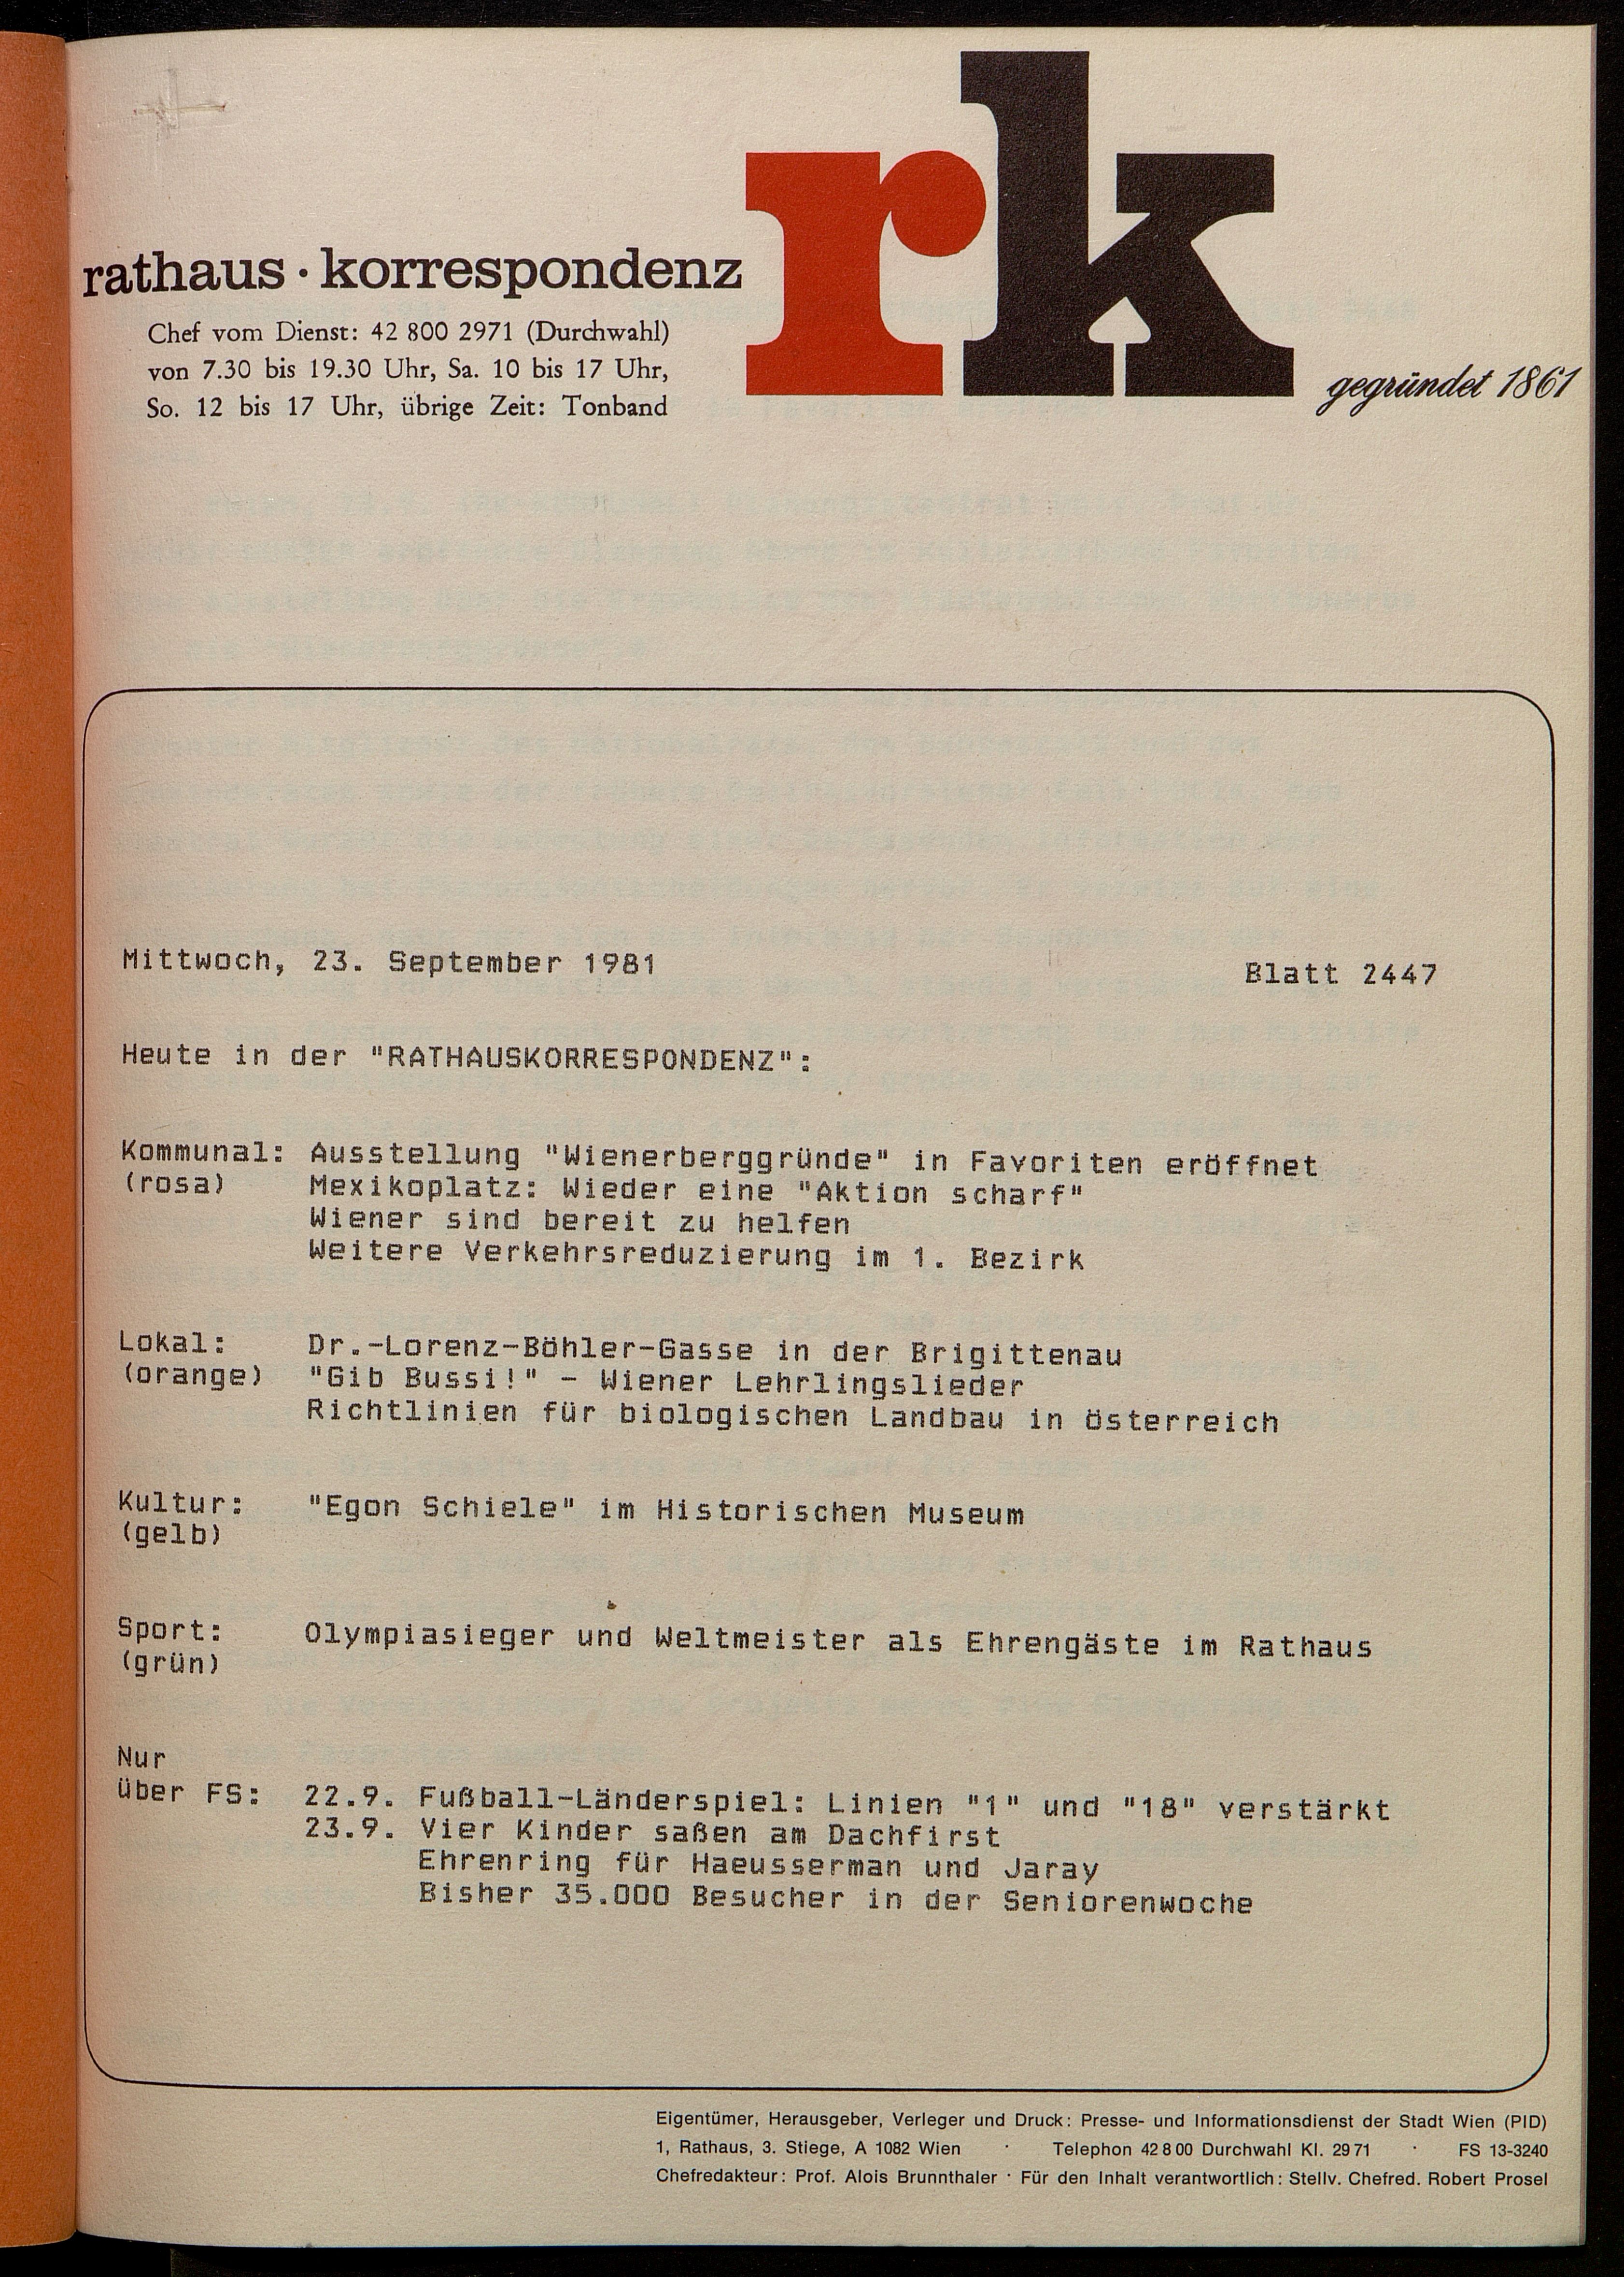 rk
rathaus · korrespondenz
Chef vom Dienst: 42 800 2971 (Durchwahl)
von 7.30 bis 19.30 Uhr, Sa. 10 bis 17 Uhr,
So. 12 bis 17 Uhr, übrige Zeit: Tonband
gegründet 1861
Mittwoch, 23. September 1981 Blatt 2447
Heute in der "RATHAUSKORRESPONDENZ":
Kommunal: Ausstellung "Wienerberggründe" in Favoriten eröffnet
(rosa) Mexikoplatz: Wieder eine "Aktion scharf"
Wiener sind bereit zu helfen
Weitere Verkehrsreduzierung im 1. Bezirk
Lokal: Dr.-Lorenz-Böhler-Gasse in der Brigittenau
(orange) "Gib Bussi!" - Wiener Lehrlingslieder
Richtlinien für biologischen Landbau in österreich
Kultur: "Egon Schiele" im Historischen Museum
(gelb)
Sport: Olympiasieger und Weltmeister als Ehrengäste im Rathaus
(grün)
Nur
über FS: 22.9. Fußball-Länderspiel: Linien "1" und "18" verstärkt
23.9. Vier Kinder saßen am Dachfirst
Ehrenring für Haeusserman und Jaray
Bisher 35.000 Besucher in der Seniorenwoche
Eigentümer, Herausgeber, Verleger und Druck: Presse- und Informationsdienst der Stadt Wien (PID)
1, Rathaus, 3. Stiege, A 1082 Wien · Telephon 42 8 00 Durchwahl Kl. 29 71 · FS 13-3240
Chefredakteur: Prof. Alois Brunnthaler · Für den Inhalt verantwortlich: Stellv. Chefred. Robert Prosel